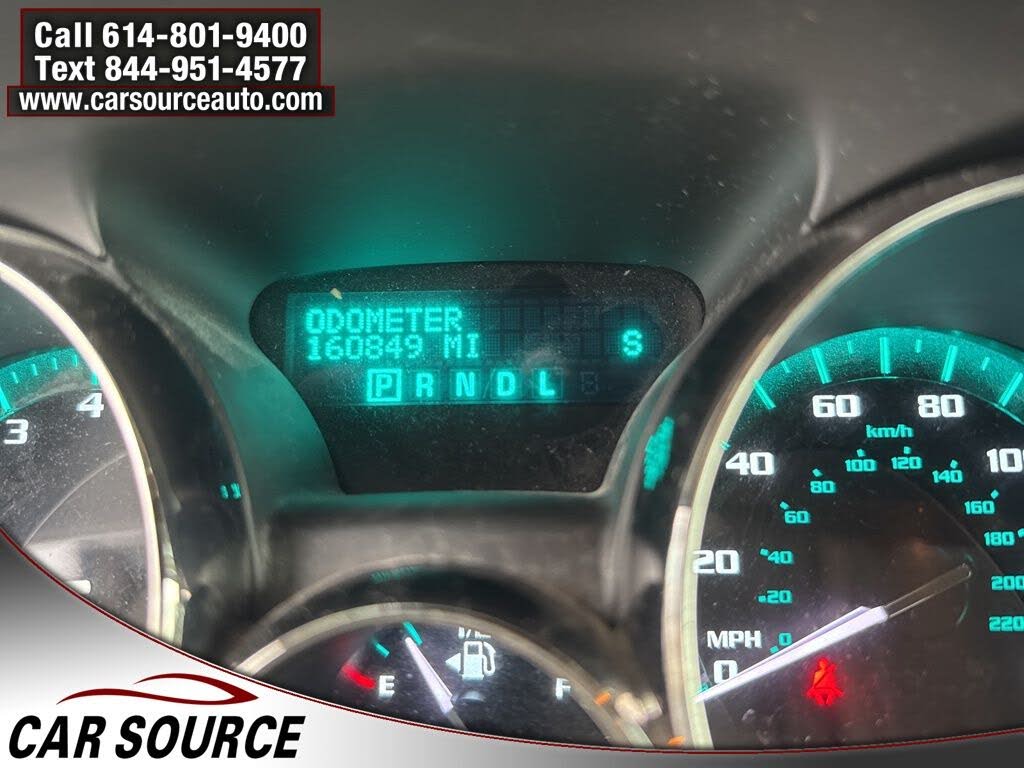 Call 614-801-9400
Text 844-951-4577
www.carsourceauto.com
ODOMETER
160849 MI S
P R N D L
3 4
20 40 60 80 100
km/h
20 40 60 80 100 120 140 160 180 200 220
MPH 0
0
E F
CAR SOURCE